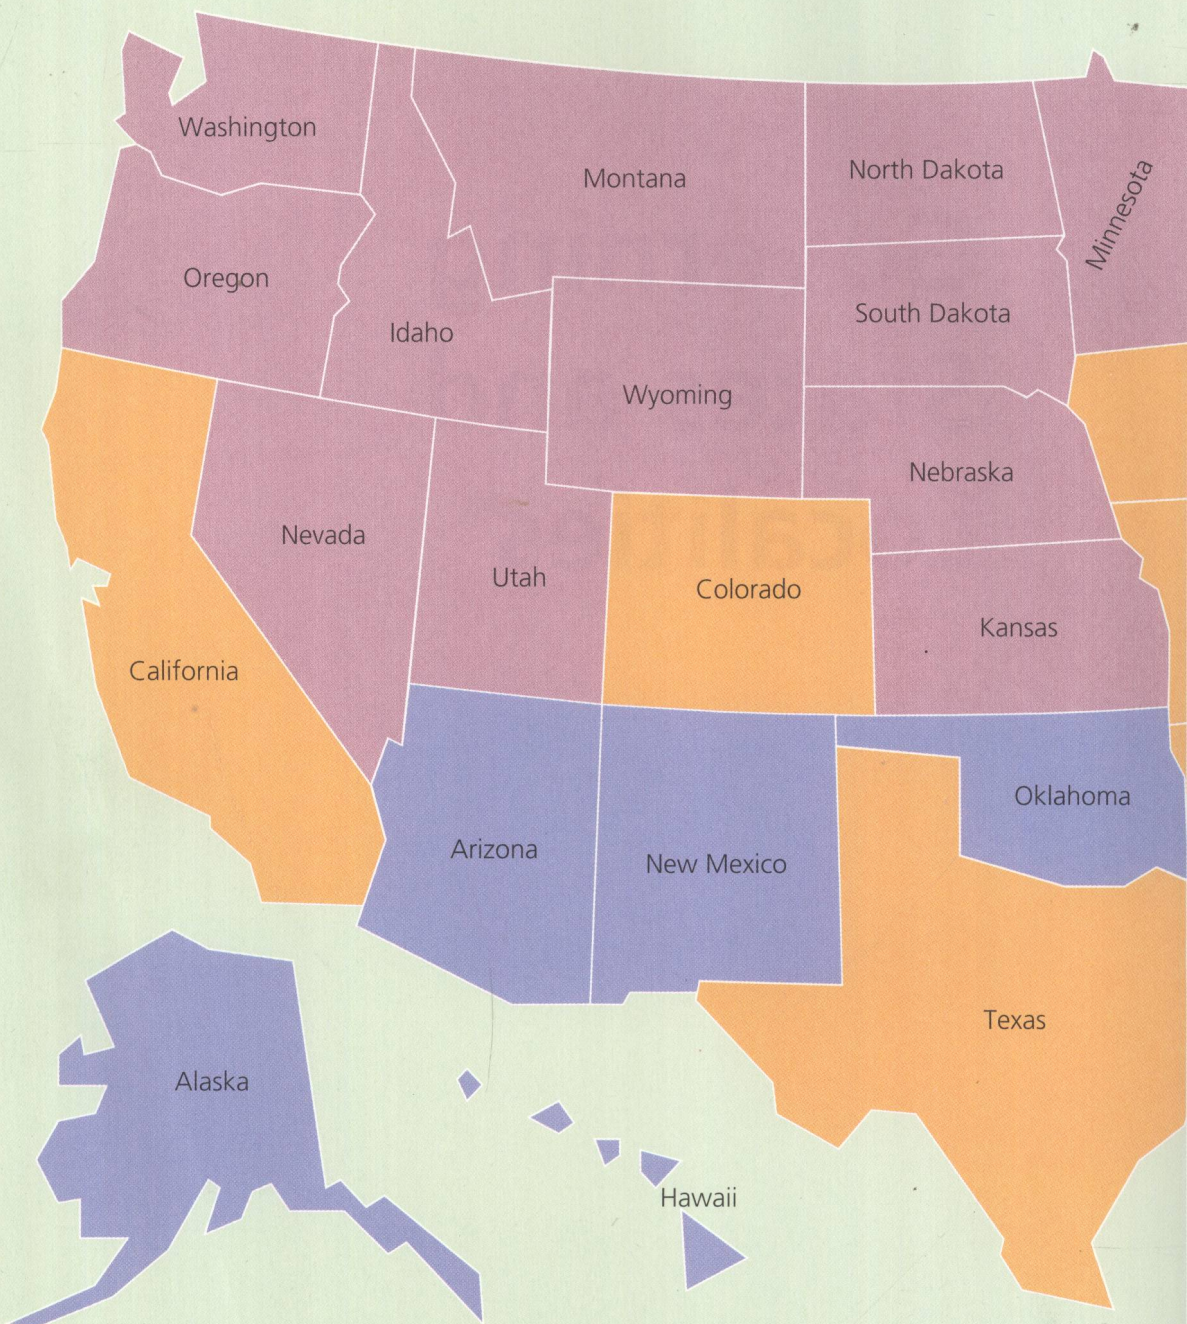 Washington
Montana
North Dakota
Minnesota
Oregon
Idaho
South Dakota
Wyoming
Nebraska
Nevada
Utah
Colorado
Kansas
California
Oklahoma
Arizona
New Mexico
Texas
Alaska
Hawaii